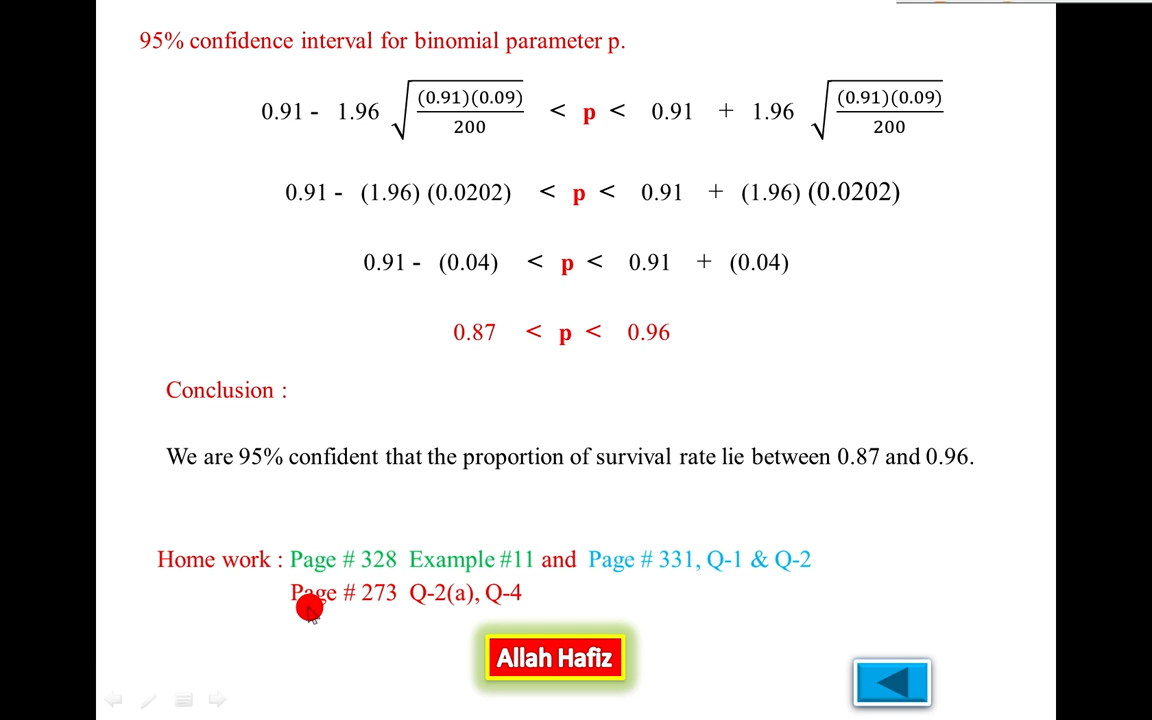 95% confidence interval for binomial parameter p.
0.91 - 1.96 √((0.91)(0.09)/200) < p < 0.91 + 1.96 √((0.91)(0.09)/200)
0.91 - (1.96) (0.0202) < p < 0.91 + (1.96) (0.0202)
0.91 - (0.04) < p < 0.91 + (0.04)
0.87 < p < 0.96
Conclusion :
We are 95% confident that the proportion of survival rate lie between 0.87 and 0.96.
Home work : Page # 328 Example #11 and Page # 331, Q-1 & Q-2
Page # 273 Q-2(a), Q-4
Allah Hafiz